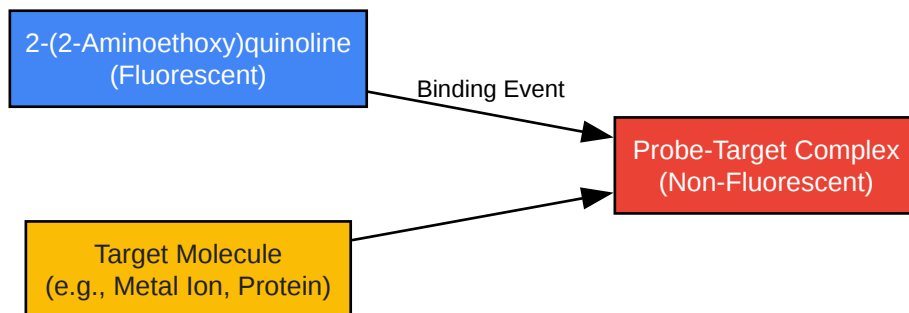 2-(2-Aminoethoxy)quinoline
(Fluorescent)
Binding Event
Probe-Target Complex
(Non-Fluorescent)
Target Molecule
(e.g., Metal Ion, Protein)